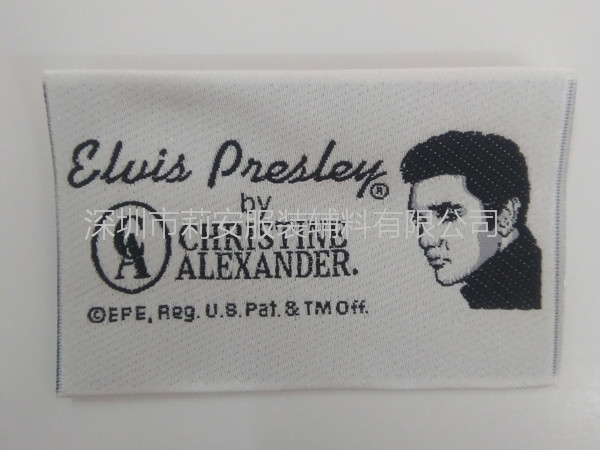 Elvis Presley®
by
CA CHRISTINE
ALEXANDER.
©EPE, Reg. U.S. Pat. & TM Off.
深圳市莉安服装辅料有限公司